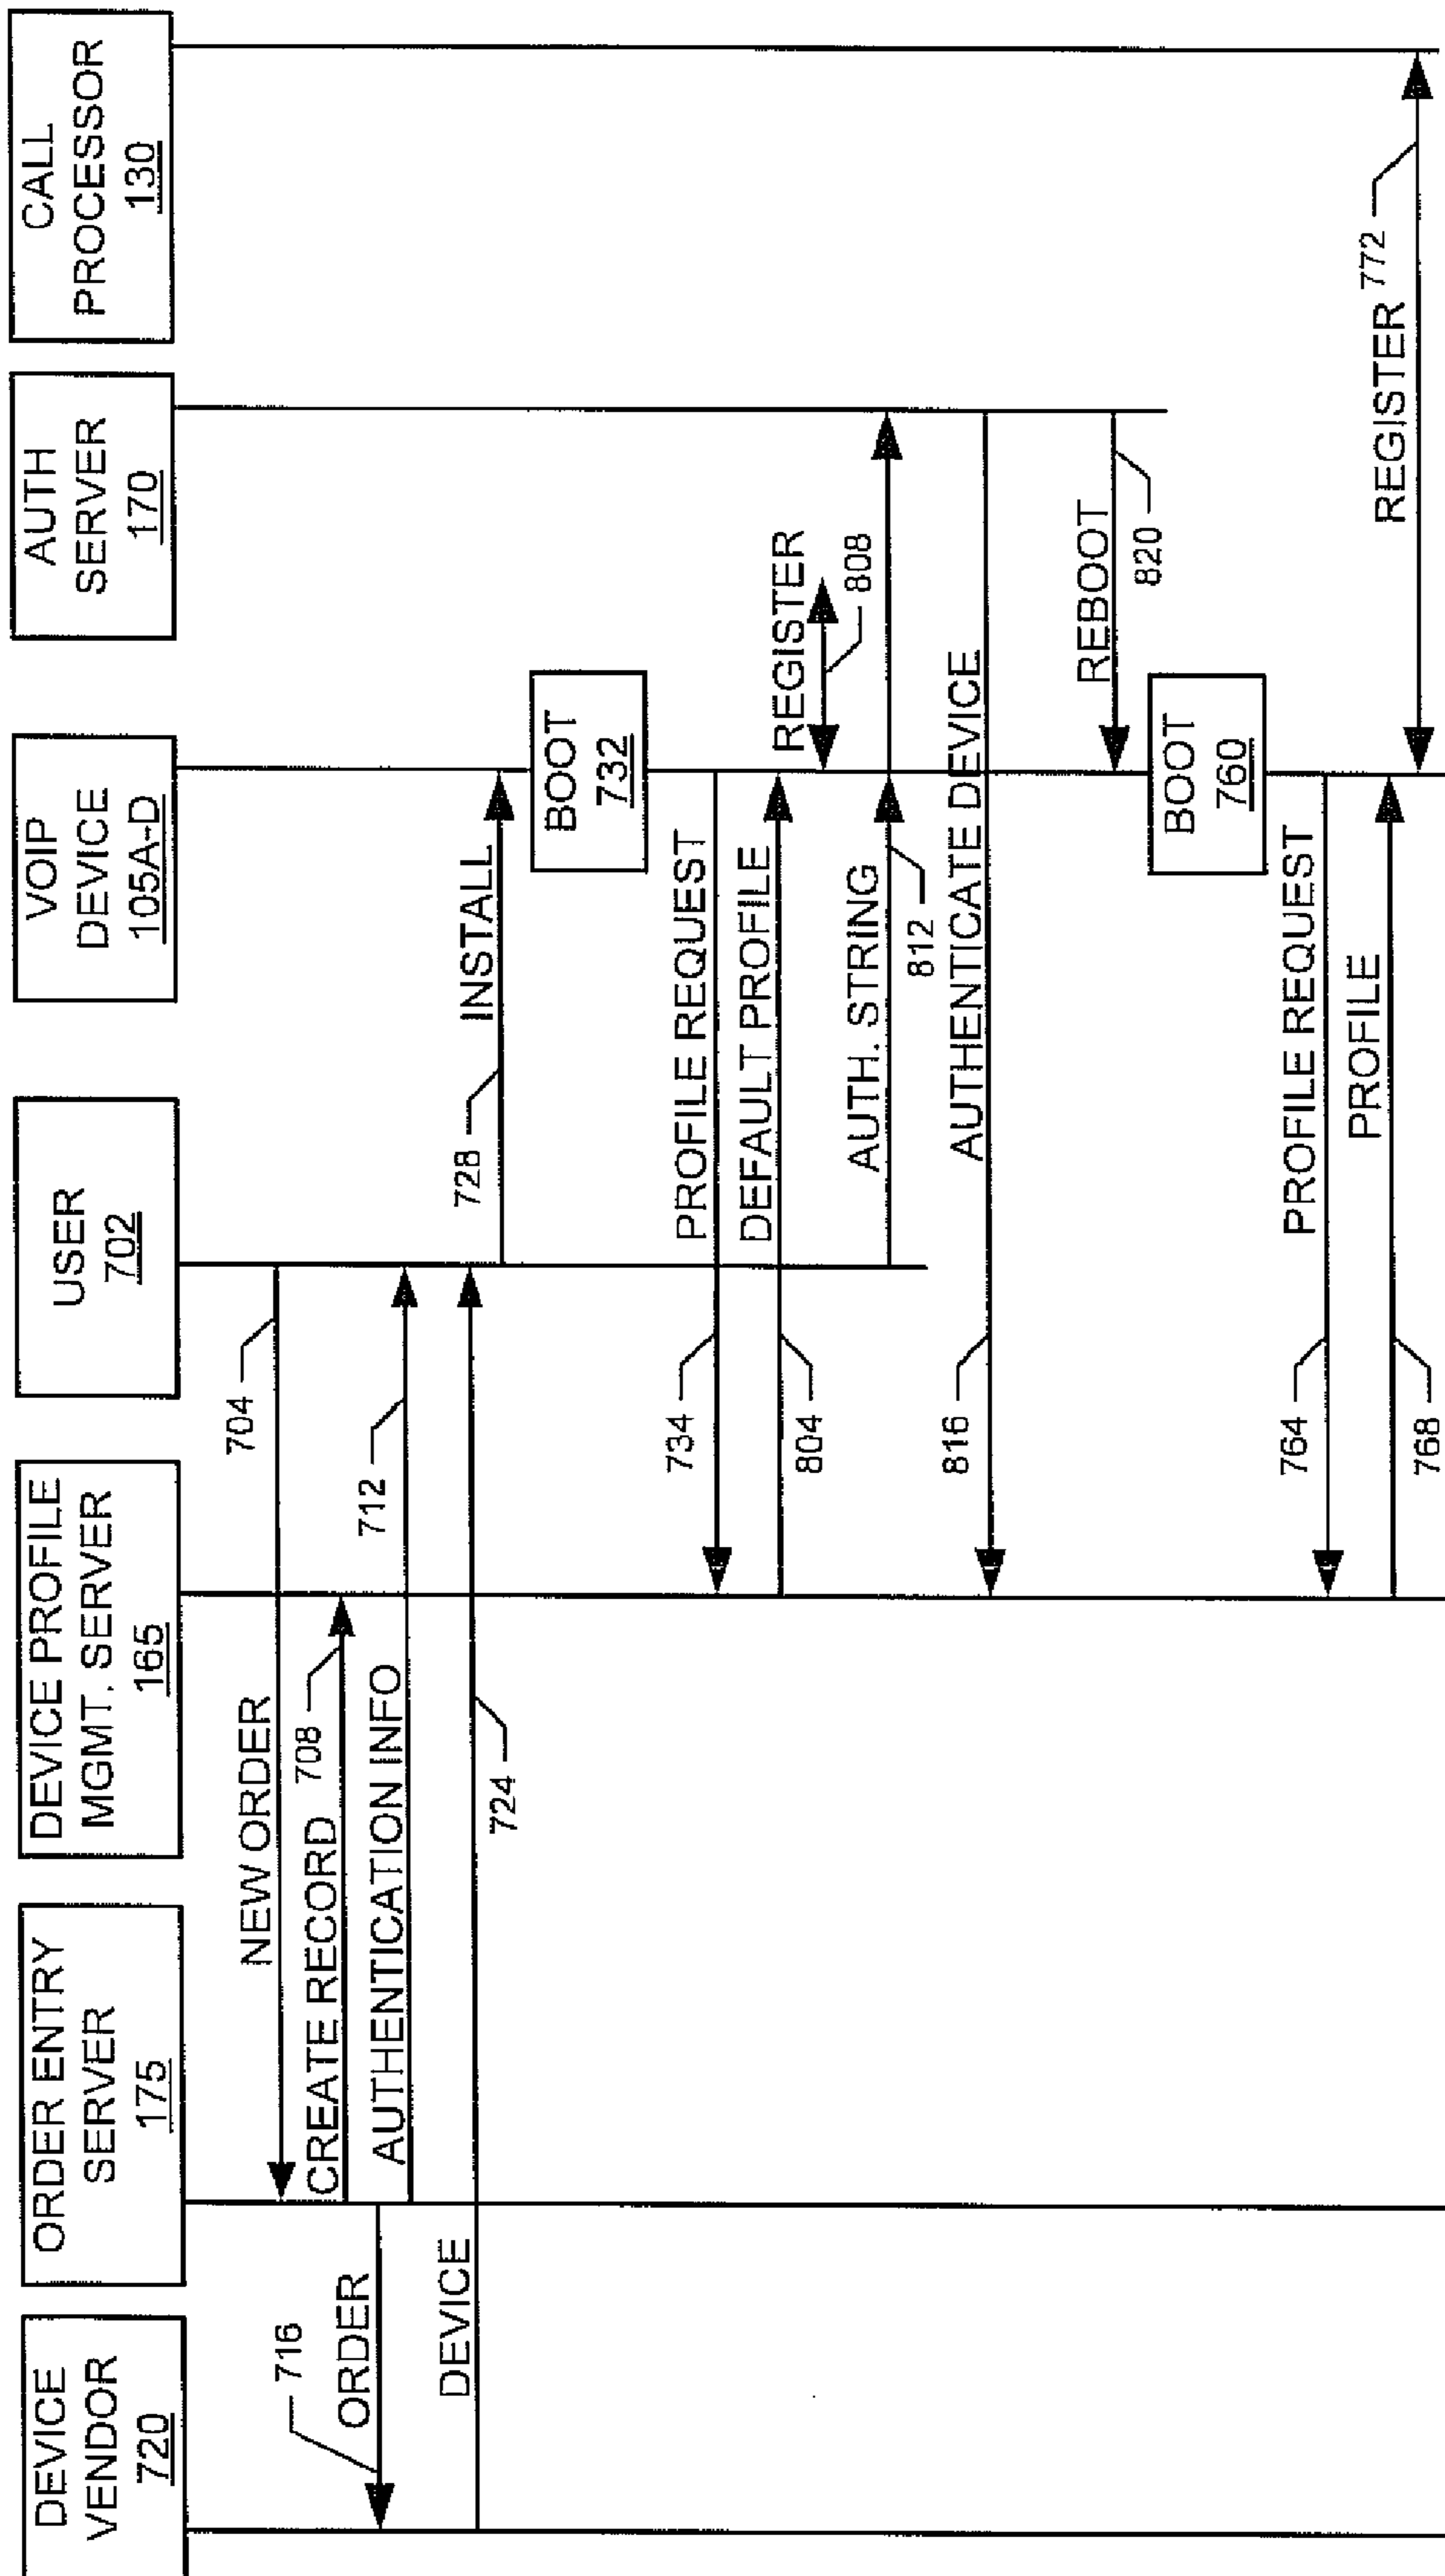 DEVICE
VENDOR
720
ORDER ENTRY
SERVER
175
DEVICE PROFILE
MGMT. SERVER
165
USER
702
VOIP
DEVICE
105A-D
AUTH
SERVER
170
CALL
PROCESSOR
130
NEW ORDER
704
CREATE RECORD
708
716
ORDER
AUTHENTICATION INFO
712
DEVICE
724
728
INSTALL
BOOT
732
734
PROFILE REQUEST
804
DEFAULT PROFILE
REGISTER
808
AUTH. STRING
812
816
AUTHENTICATE DEVICE
REBOOT
820
BOOT
760
764
PROFILE REQUEST
768
PROFILE
REGISTER
772